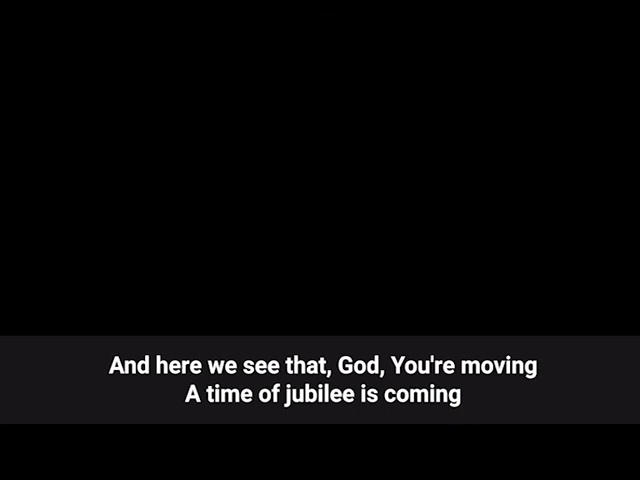 And here we see that, God, You're moving
A time of jubilee is coming